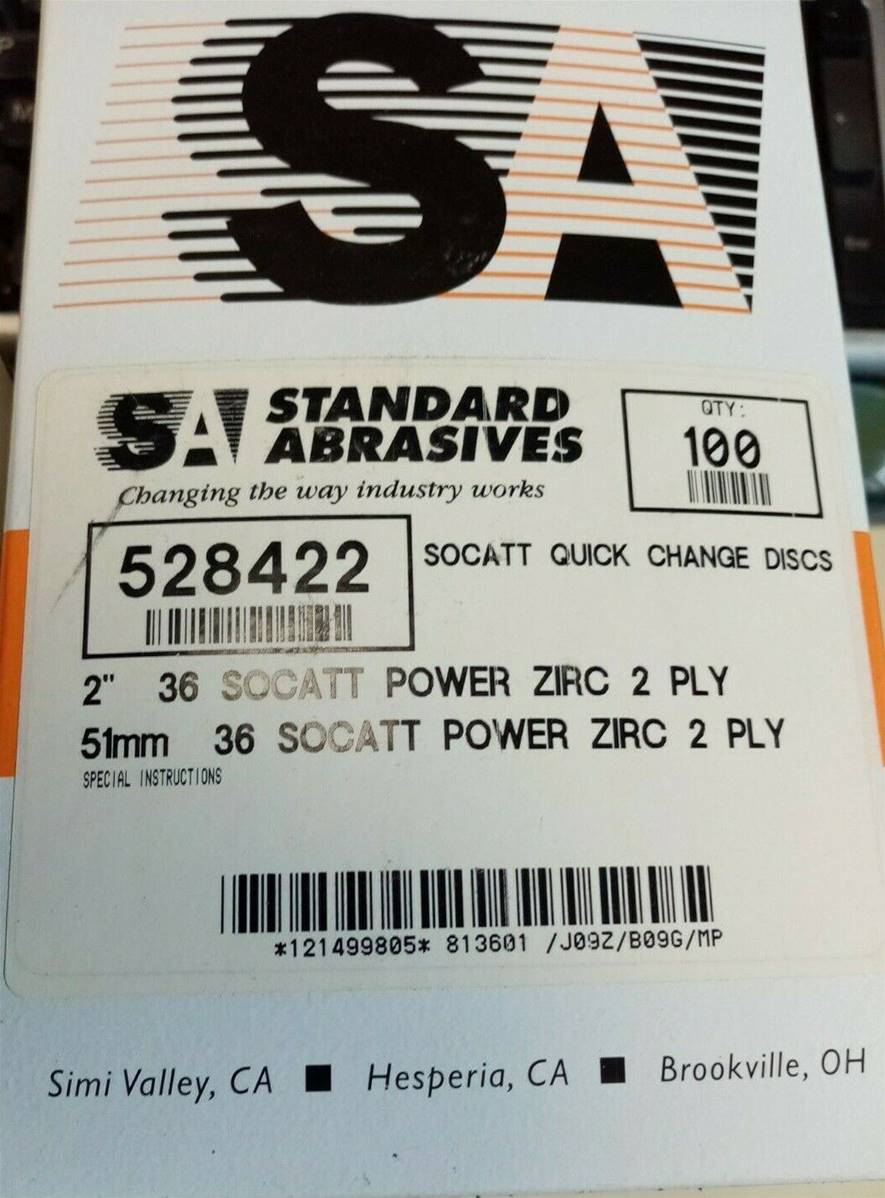 SA
SA STANDARD
ABRASIVES
Changing the way industry works
QTY:
100
528422
SOCATT QUICK CHANGE DISCS
2" 36 SOCATT POWER ZIRC 2 PLY
51mm 36 SOCATT POWER ZIRC 2 PLY
SPECIAL INSTRUCTIONS
*121499805* 813601 /J09Z/B09G/MP
Simi Valley, CA ■ Hesperia, CA ■ Brookville, OH